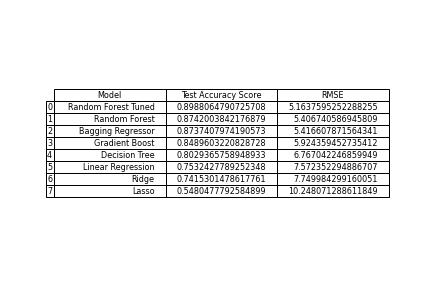 Model Test Accuracy Score RMSE
0 Random Forest Tuned 0.8988064790725708 5.1637595252288255
1 Random Forest 0.8742003842176879 5.406740586945809
2 Bagging Regressor 0.8737407974190573 5.416607871564341
3 Gradient Boost 0.8489603220828728 5.924359452735412
4 Decision Tree 0.8029365758948933 6.767042246859949
5 Linear Regression 0.7532427789252348 7.572352294886707
6 Ridge 0.7415301478617761 7.749984299160051
7 Lasso 0.5480477792584899 10.248071288611849